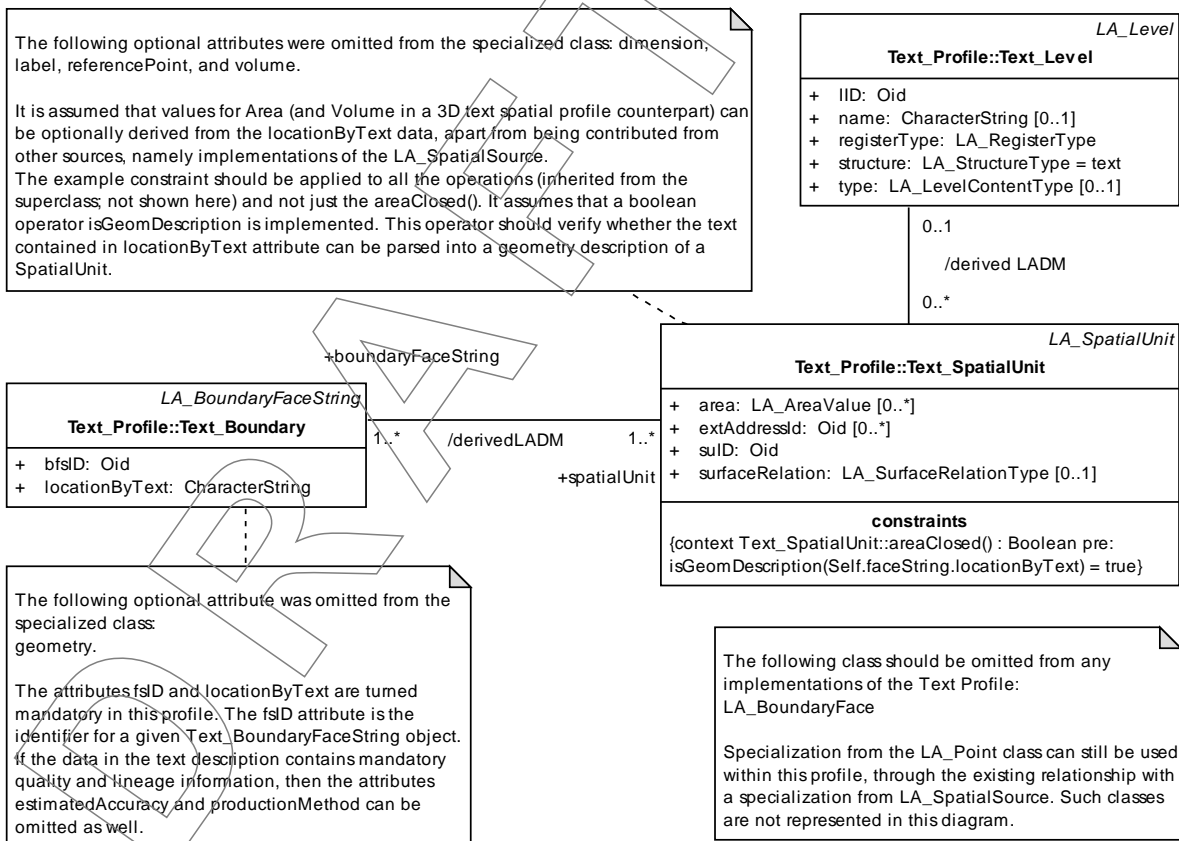 The following optional attributes were omitted from the specialized class: dimension,
label, referencePoint, and volume.
It is assumed that values for Area (and Volume in a 3D text spatial profile counterpart) can
be optionally derived from the locationByText data, apart from being contributed from
other sources, namely implementations of the LA_SpatialSource.
The example constraint should be applied to all the operations (inherited from the
superclass; not shown here) and not just the areaClosed(). It assumes that a boolean
operator isGeomDescription is implemented. This operator should verify whether the text
contained in locationByText attribute can be parsed into a geometry description of a
SpatialUnit.
LA_Level
Text_Profile::Text_Level
+ lID: Oid
+ name: CharacterString [0..1]
+ registerType: LA_RegisterType
+ structure: LA_StructureType = text
+ type: LA_LevelContentType [0..1]
0..1
/derived LADM
0..*
+boundaryFaceString
LA_BoundaryFaceString
Text_Profile::Text_Boundary
+ bfsID: Oid
+ locationByText: CharacterString
1..*
/derivedLADM
1..*
+spatialUnit
LA_SpatialUnit
Text_Profile::Text_SpatialUnit
+ area: LA_AreaValue [0..*]
+ extAddressId: Oid [0..*]
+ suID: Oid
+ surfaceRelation: LA_SurfaceRelationType [0..1]
constraints
{context Text_SpatialUnit::areaClosed() : Boolean pre:
isGeomDescription(Self.faceString.locationByText) = true}
The following optional attribute was omitted from the
specialized class:
geometry.
The attributes fsID and locationByText are turned
mandatory in this profile. The fsID attribute is the
identifier for a given Text_BoundaryFaceString object.
If the data in the text description contains mandatory
quality and lineage information, then the attributes
estimatedAccuracy and productionMethod can be
omitted as well.
The following class should be omitted from any
implementations of the Text Profile:
LA_BoundaryFace
Specialization from the LA_Point class can still be used
within this profile, through the existing relationship with
a specialization from LA_SpatialSource. Such classes
are not represented in this diagram.
DRAFT